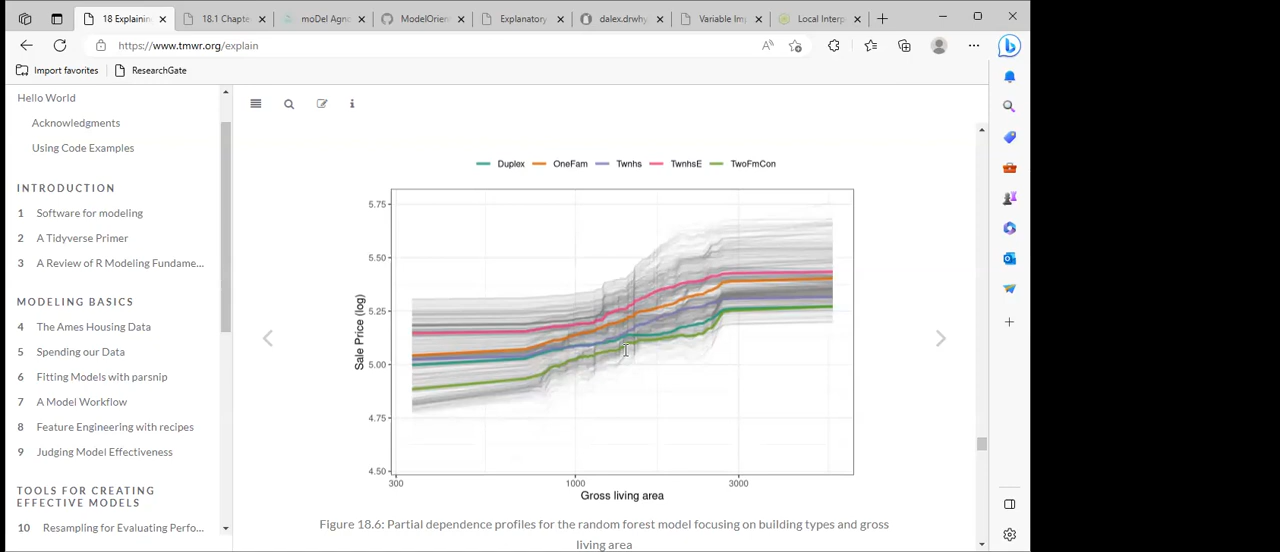 18 Explaining
18.1 Chapte
moDel Agno
ModelOrien
Explanatory
dalex.drwhy
Variable Imp
Local Interp
https://www.tmwr.org/explain
Import favorites
ResearchGate
Hello World
Acknowledgments
Using Code Examples
INTRODUCTION
1 Software for modeling
2 A Tidyverse Primer
3 A Review of R Modeling Fundame...
MODELING BASICS
4 The Ames Housing Data
5 Spending our Data
6 Fitting Models with parsnip
7 A Model Workflow
8 Feature Engineering with recipes
9 Judging Model Effectiveness
TOOLS FOR CREATING
EFFECTIVE MODELS
10 Resampling for Evaluating Perfo...
Duplex OneFam Twnhs TwnhsE TwoFmCon
5.75
5.50
5.25
5.00
4.75
4.50
Sale Price (log)
300 1000 3000
Gross living area
Figure 18.6: Partial dependence profiles for the random forest model focusing on building types and gross
living area